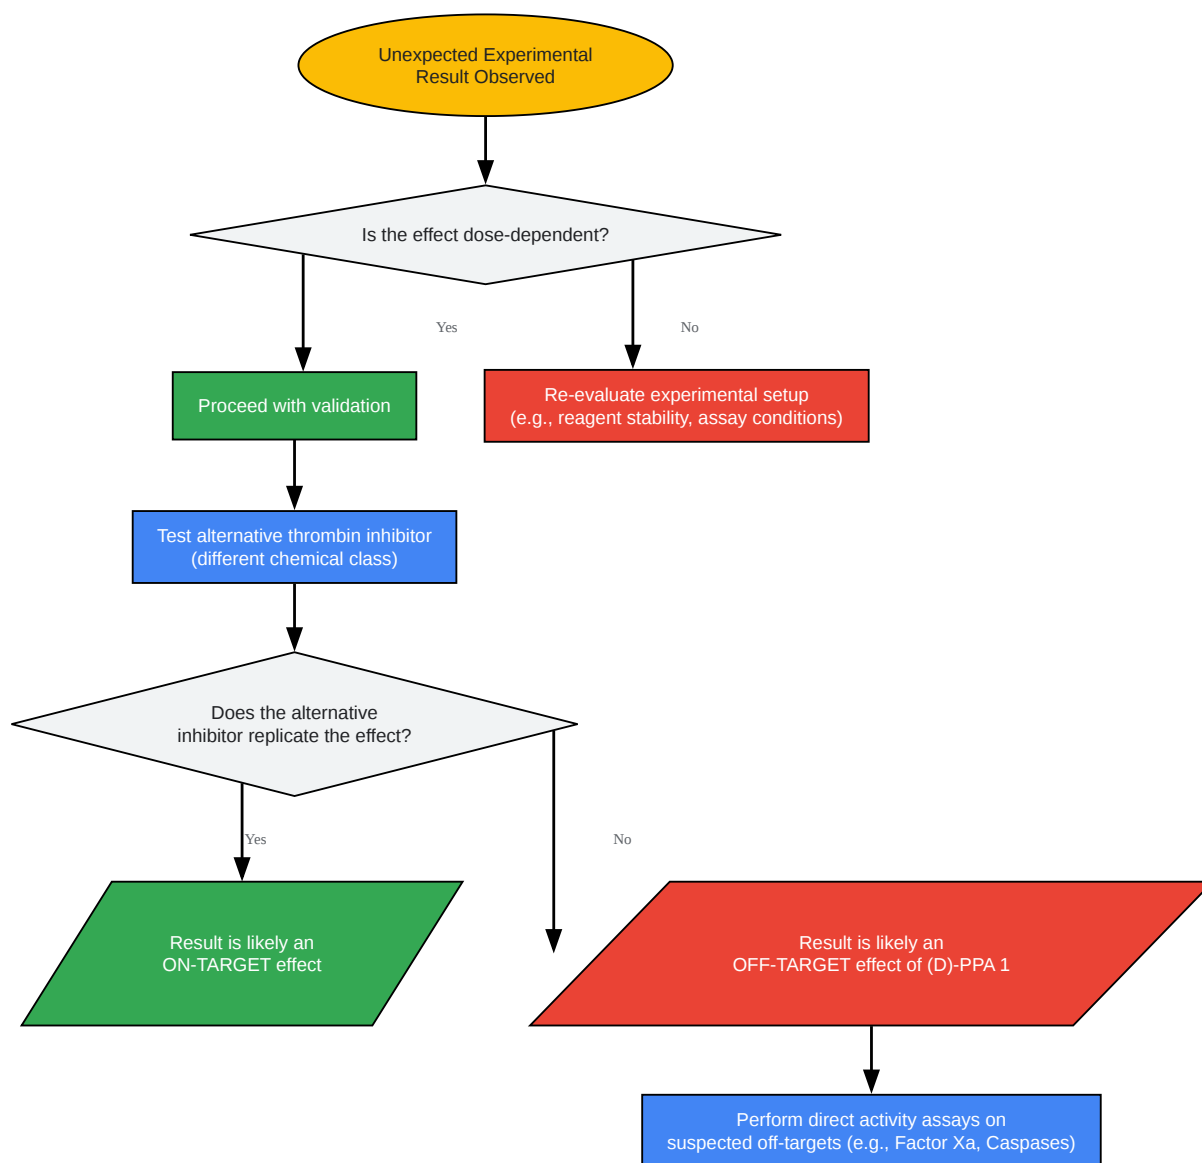 Unexpected Experimental
Result Observed
Is the effect dose-dependent?
Yes
No
Proceed with validation
Re-evaluate experimental setup
(e.g., reagent stability, assay conditions)
Test alternative thrombin inhibitor
(different chemical class)
Does the alternative
inhibitor replicate the effect?
Yes
No
Result is likely an
ON-TARGET effect
Result is likely an
OFF-TARGET effect of (D)-PPA 1
Perform direct activity assays on
suspected off-targets (e.g., Factor Xa, Caspases)